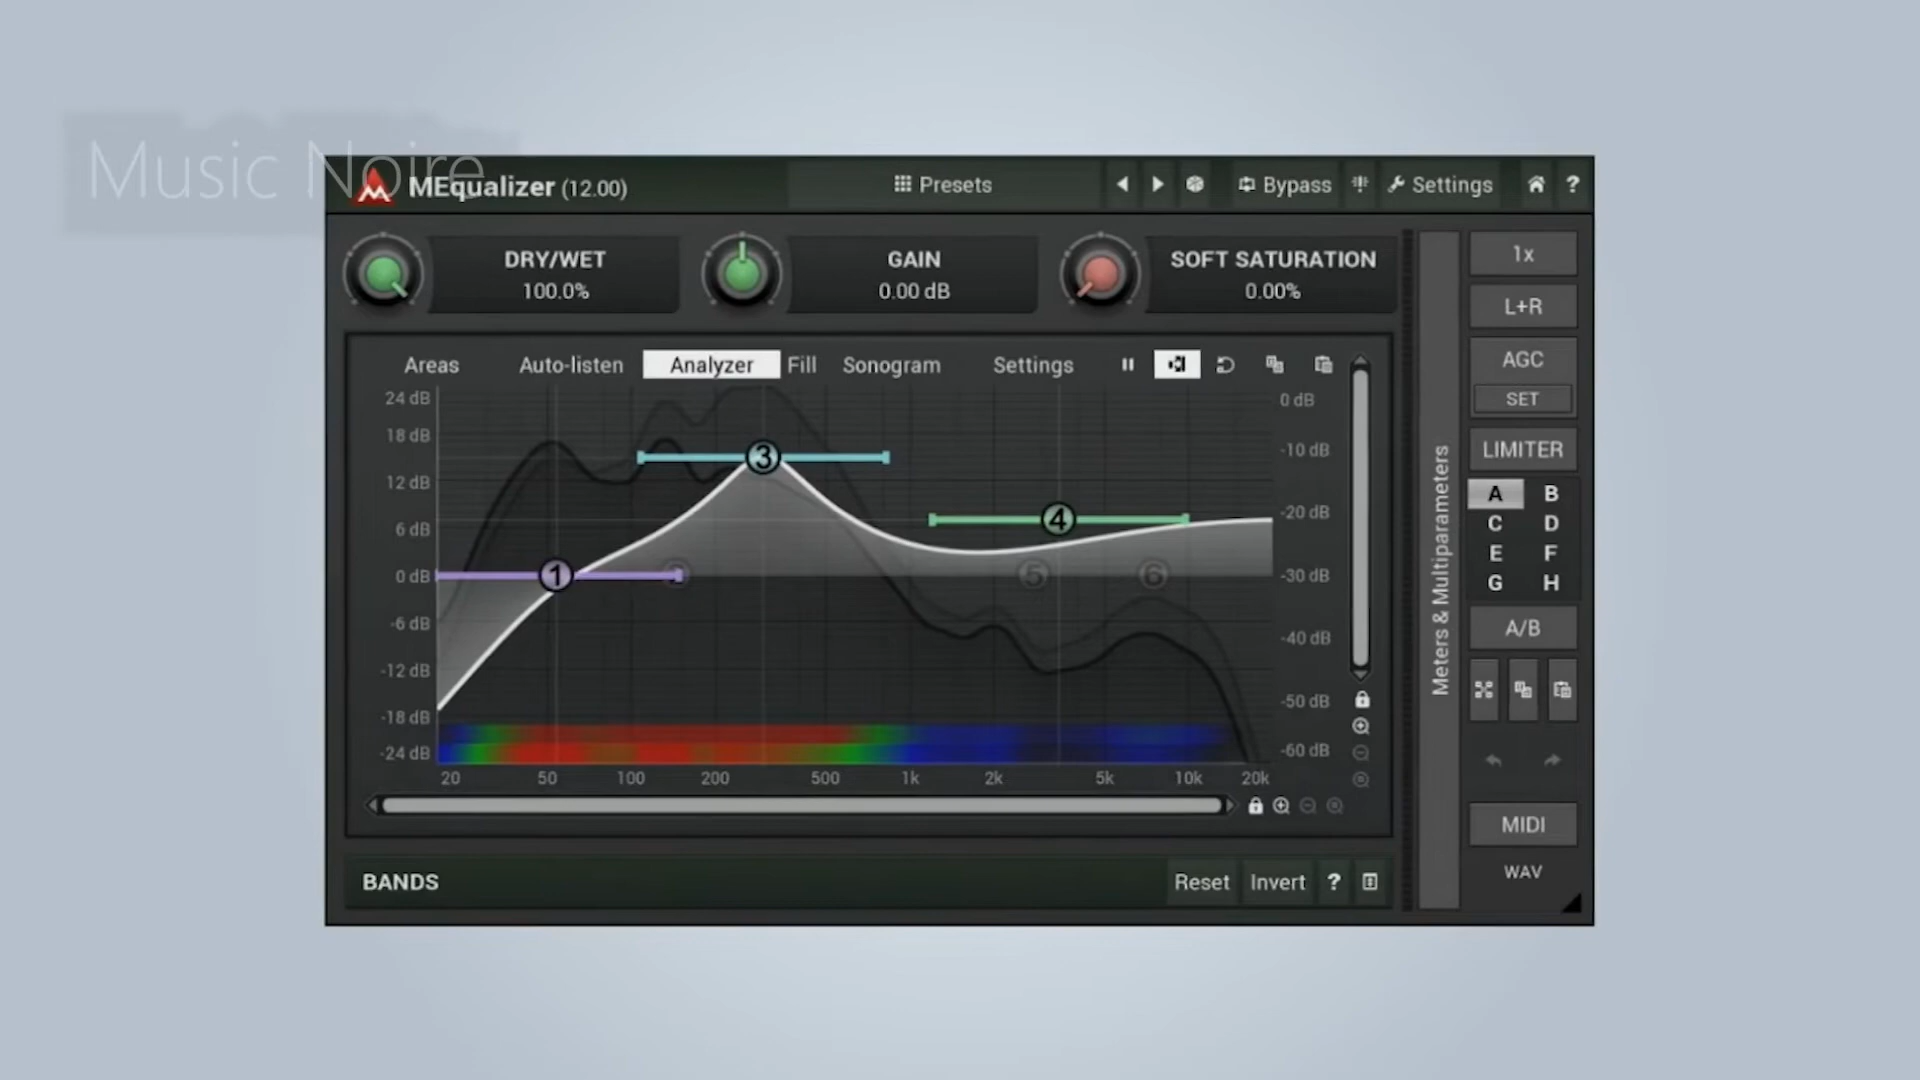 Music Noire
MEqualizer (12.00)
Presets
Bypass
Settings
?
DRY/WET
100.0%
GAIN
0.00 dB
SOFT SATURATION
0.00%
Areas
Auto-listen
Analyzer
Fill
Sonogram
Settings
24 dB
18 dB
12 dB
6 dB
0 dB
-6 dB
-12 dB
-18 dB
-24 dB
1
2
3
4
5
6
0 dB
-10 dB
-20 dB
-30 dB
-40 dB
-50 dB
-60 dB
20 50 100 200 500 1k 2k 5k 10k 20k
BANDS
Reset
Invert
?
Meters & Multiparameters
1x
L+R
AGC
SET
LIMITER
A B
C D
E F
G H
A/B
MIDI
WAV